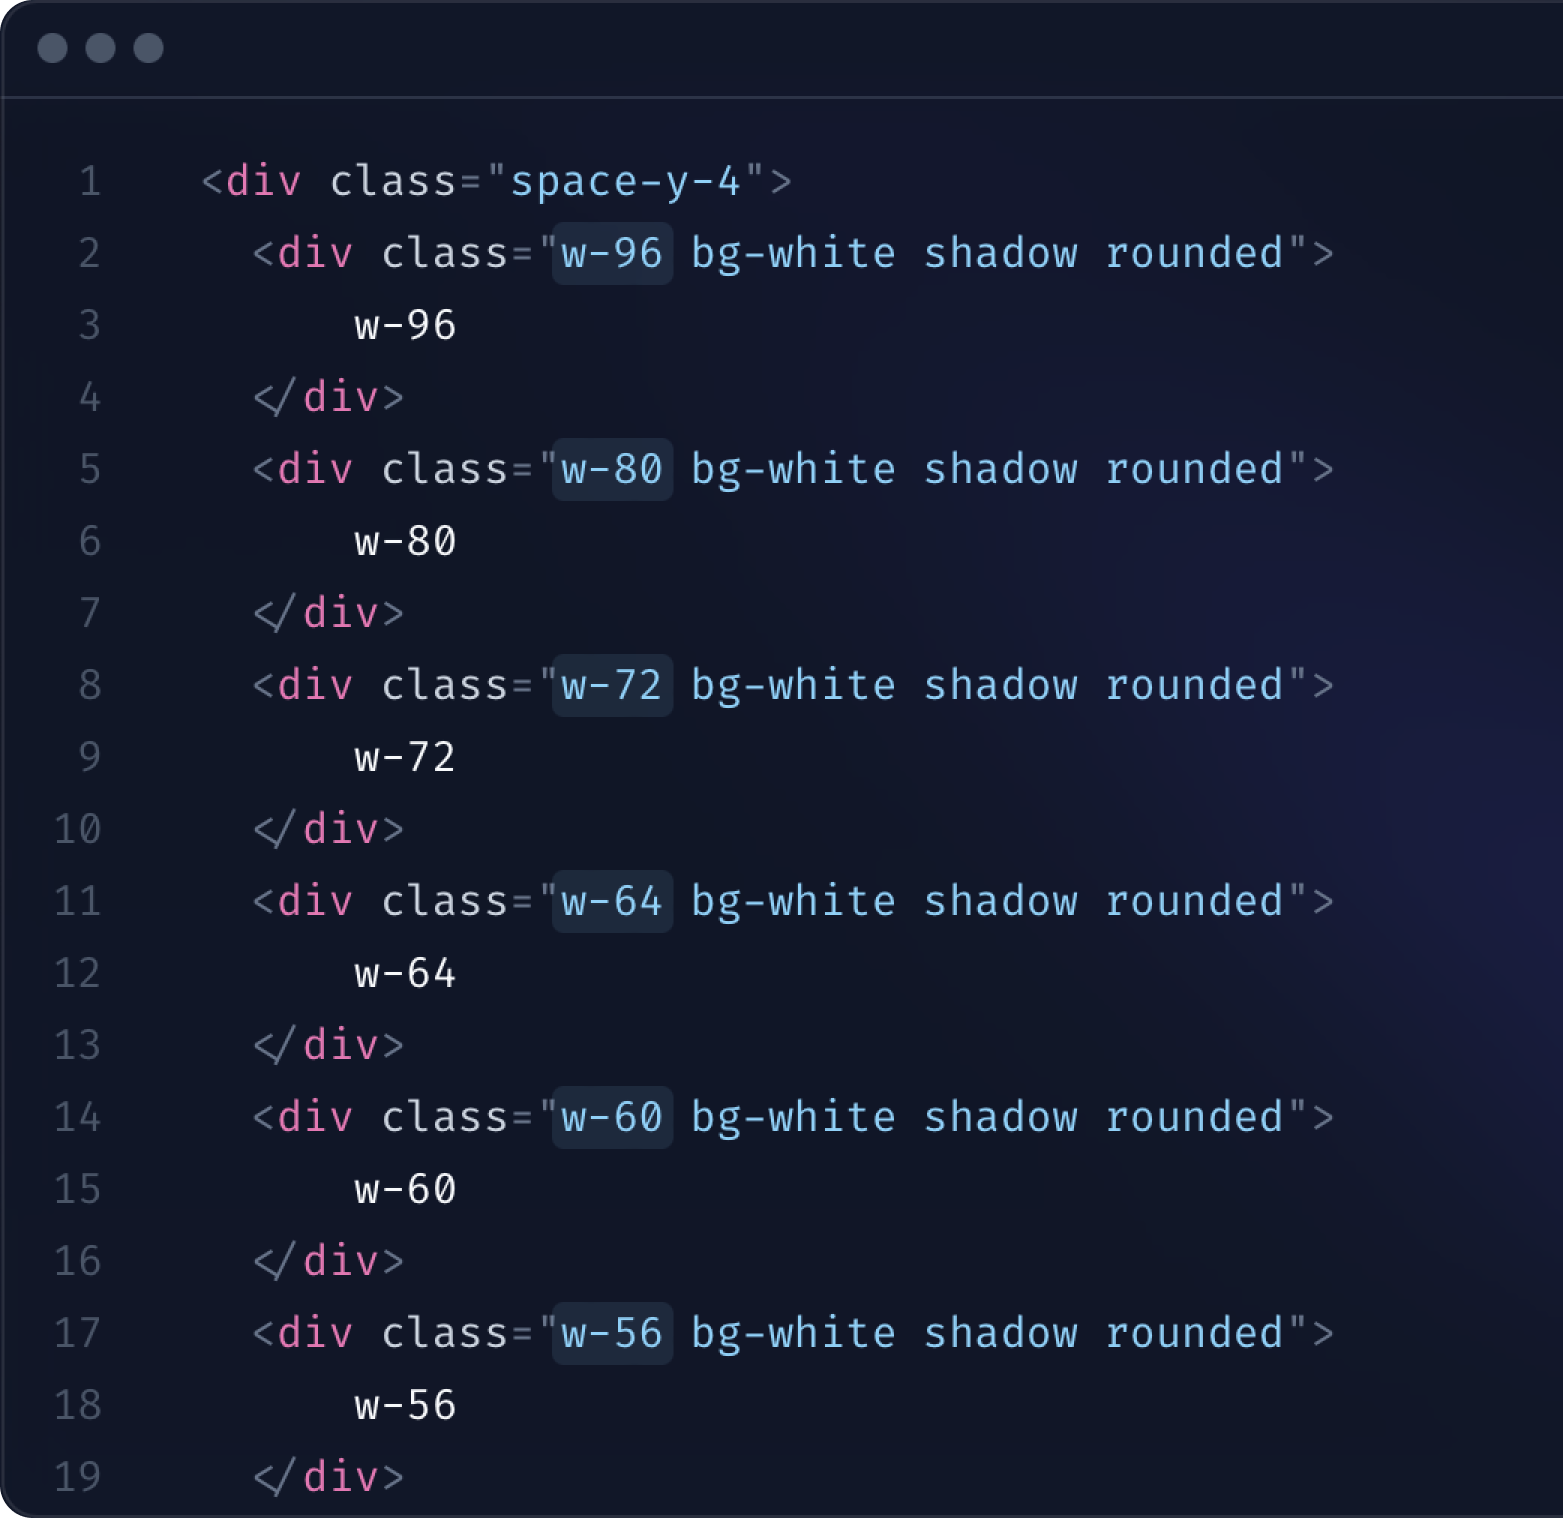 1 <div class="space-y-4">
2 <div class="w-96 bg-white shadow rounded">
3 w-96
4 </div>
5 <div class="w-80 bg-white shadow rounded">
6 w-80
7 </div>
8 <div class="w-72 bg-white shadow rounded">
9 w-72
10 </div>
11 <div class="w-64 bg-white shadow rounded">
12 w-64
13 </div>
14 <div class="w-60 bg-white shadow rounded">
15 w-60
16 </div>
17 <div class="w-56 bg-white shadow rounded">
18 w-56
19 </div>